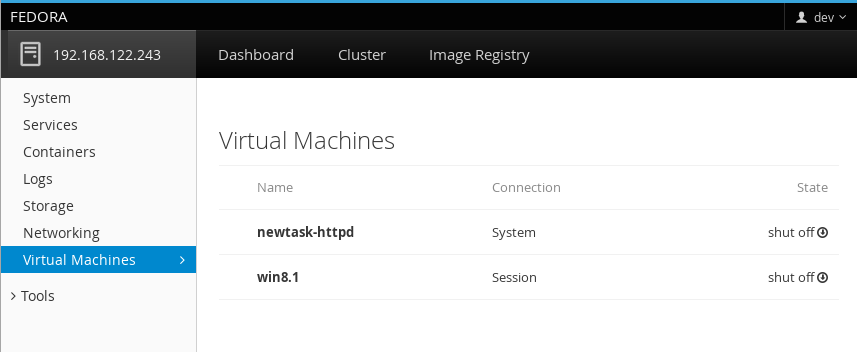 FEDORA
dev
192.168.122.243 Dashboard Cluster Image Registry
System
Services
Containers
Logs
Storage
Networking
Virtual Machines
Tools
Virtual Machines
Name Connection State
newtask-httpd System shut off
win8.1 Session shut off